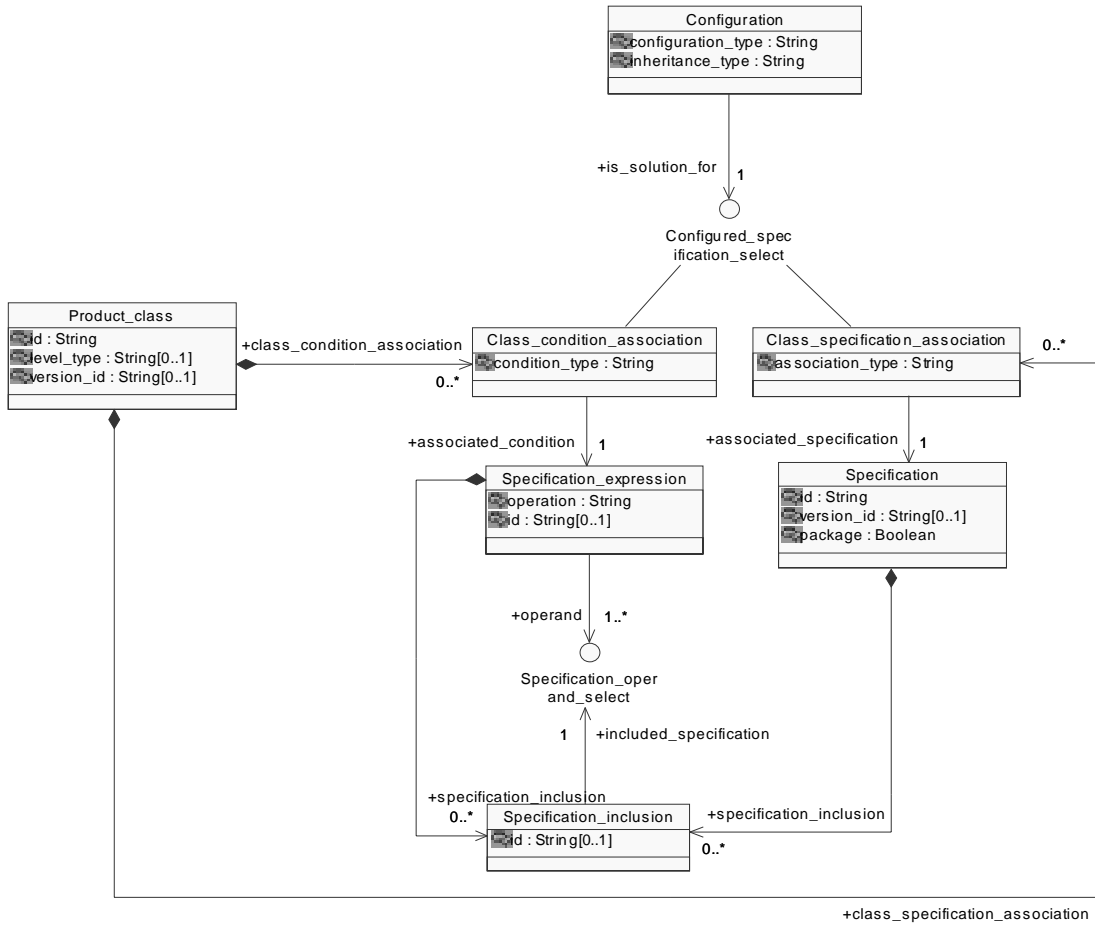 Configuration
configuration_type : String
inheritance_type : String
+is_solution_for
1
Configured_spec
ification_select
Product_class
id : String
level_type : String[0..1]
version_id : String[0..1]
+class_condition_association
0..*
Class_condition_association
condition_type : String
Class_specification_association
association_type : String
0..*
+associated_condition
1
+associated_specification
1
Specification_expression
operation : String
id : String[0..1]
Specification
id : String
version_id : String[0..1]
package : Boolean
+operand
1..*
Specification_oper
and_select
1
+included_specification
+specification_inclusion
0..*
Specification_inclusion
id : String[0..1]
+specification_inclusion
0..*
+class_specification_association